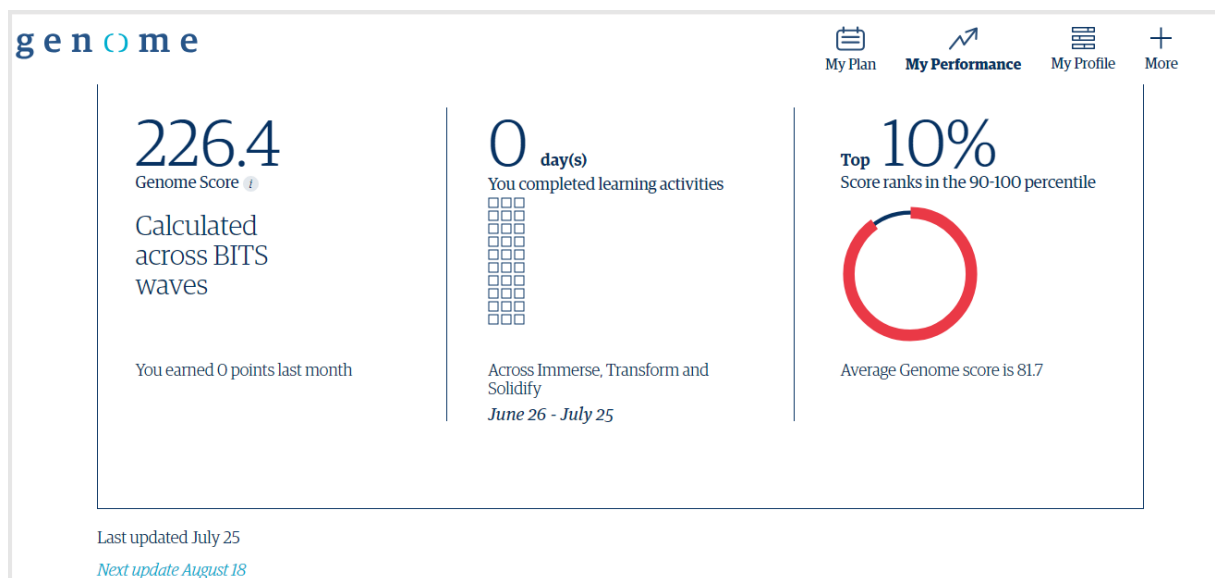 genome
My Plan
My Performance
My Profile
More
226.4
Genome Score i
Calculated
across BITS
waves
You earned 0 points last month
0 day(s)
You completed learning activities
Across Immerse, Transform and
Solidify
June 26 - July 25
Top 10%
Score ranks in the 90-100 percentile
Average Genome score is 81.7
Last updated July 25
Next update August 18